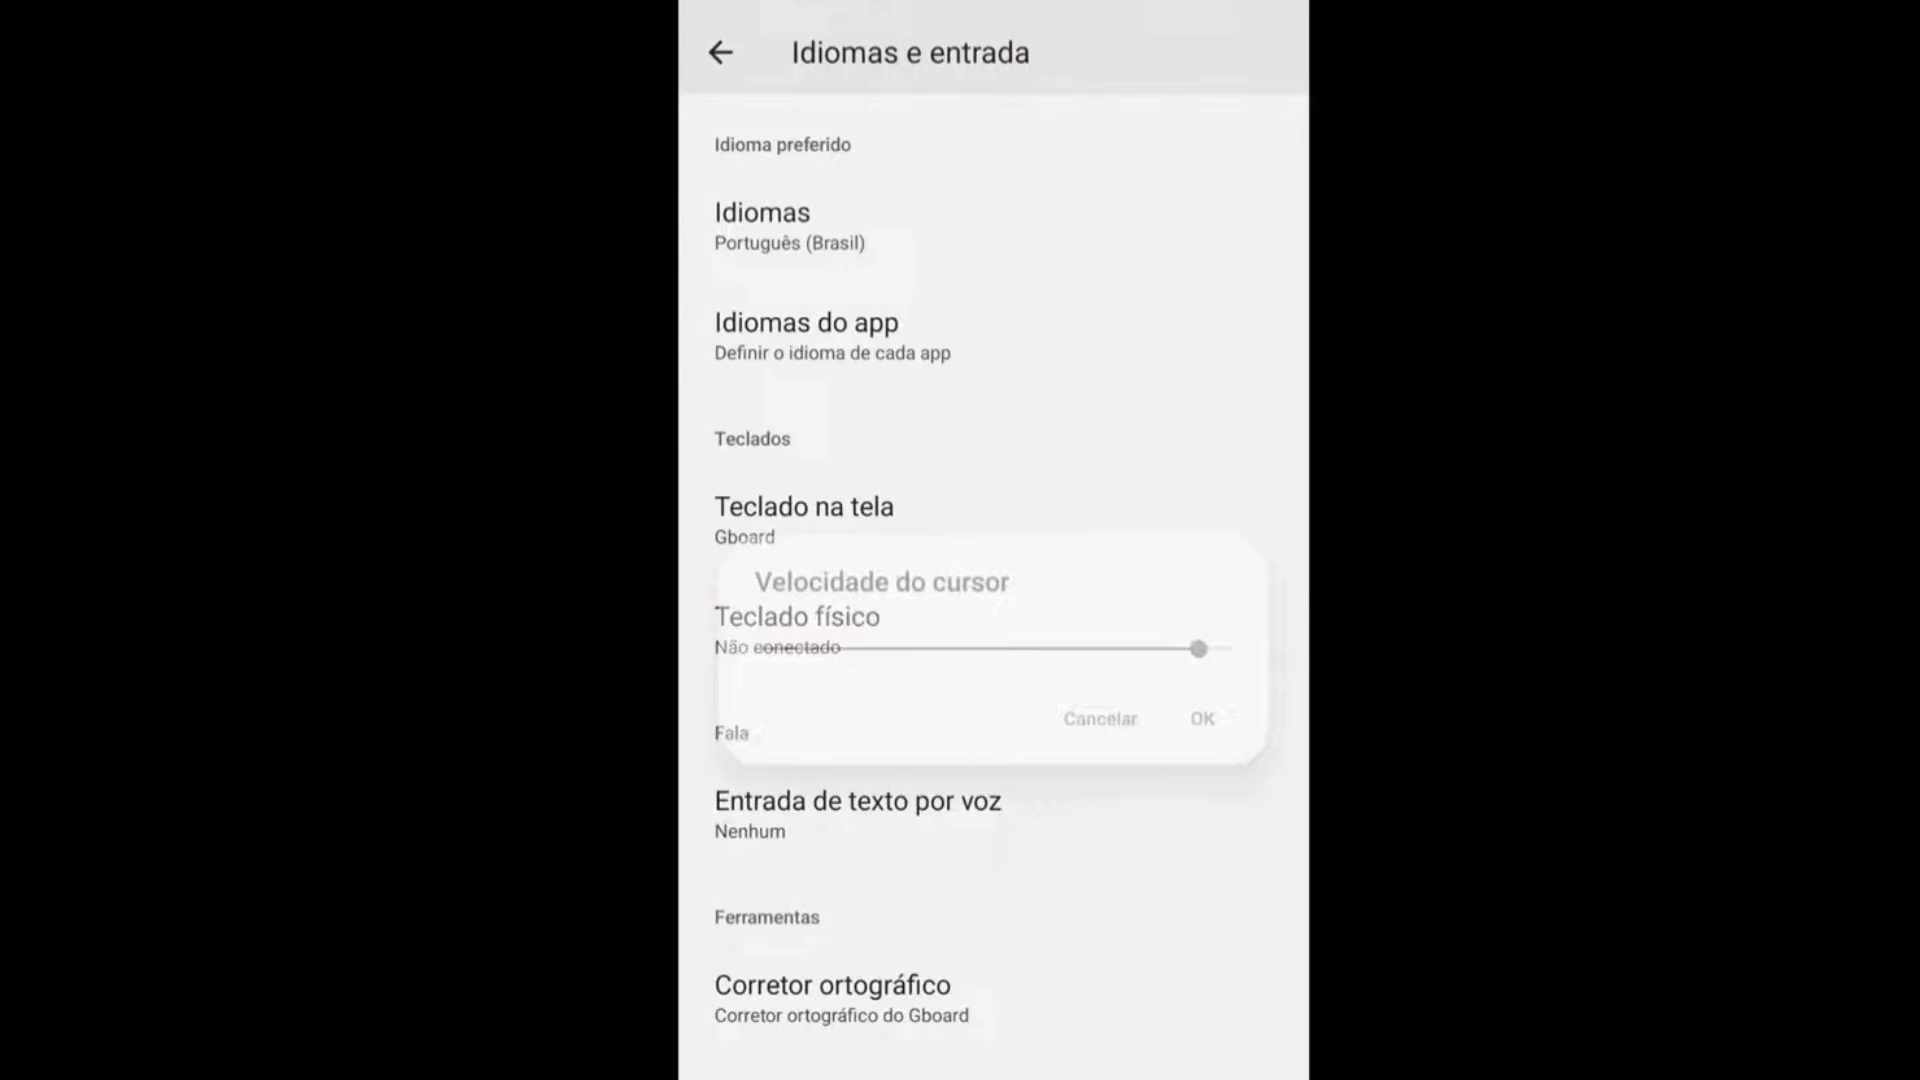 Idiomas e entrada
Idioma preferido
Idiomas
Português (Brasil)
Idiomas do app
Definir o idioma de cada app
Teclados
Teclado na tela
Gboard
Velocidade do cursor
Teclado físico
Não conectado
Cancelar OK
Fala
Entrada de texto por voz
Nenhum
Ferramentas
Corretor ortográfico
Corretor ortográfico do Gboard